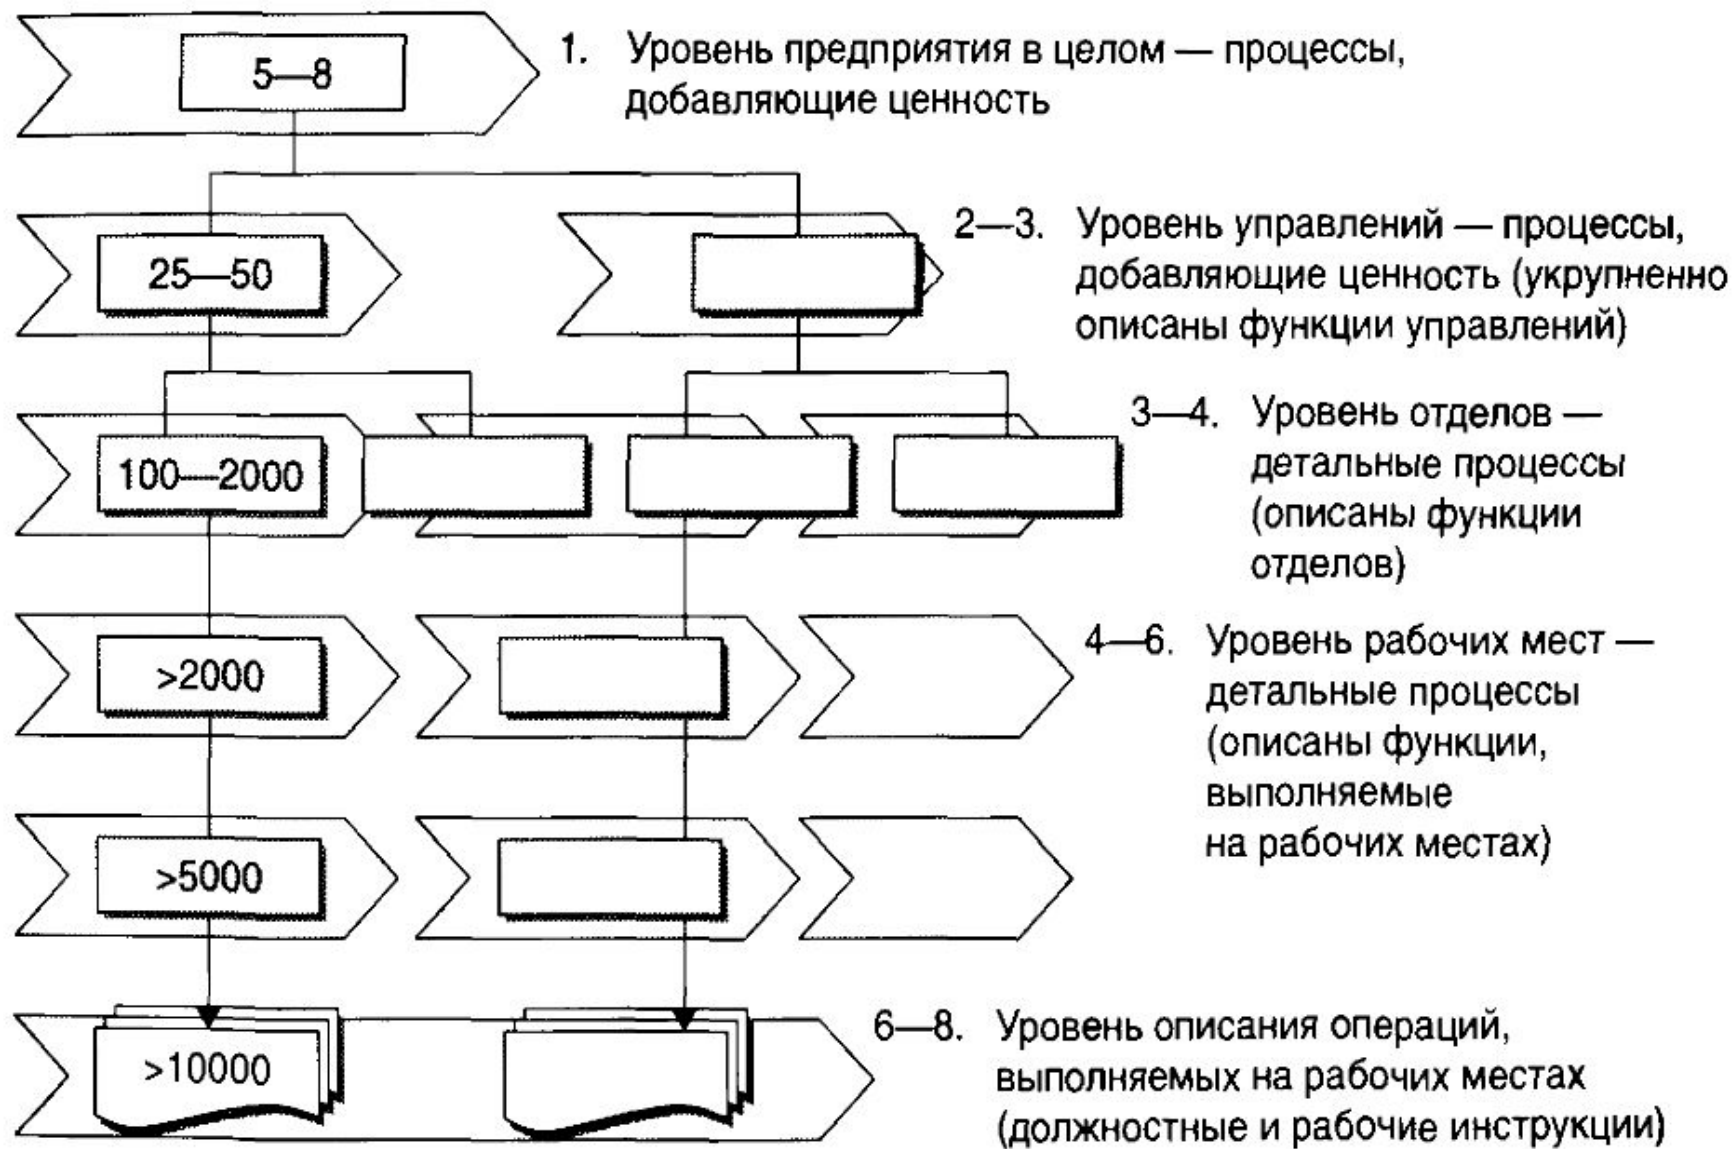 5—8
1. Уровень предприятия в целом — процессы,
добавляющие ценность
25—50
2—3. Уровень управлений — процессы,
добавляющие ценность (укрупненно
описаны функции управлений)
100—2000
3—4. Уровень отделов —
детальные процессы
(описаны функции
отделов)
>2000
4—6. Уровень рабочих мест —
детальные процессы
(описаны функции,
выполняемые
на рабочих местах)
>5000
>10000
6—8. Уровень описания операций,
выполняемых на рабочих местах
(должностные и рабочие инструкции)